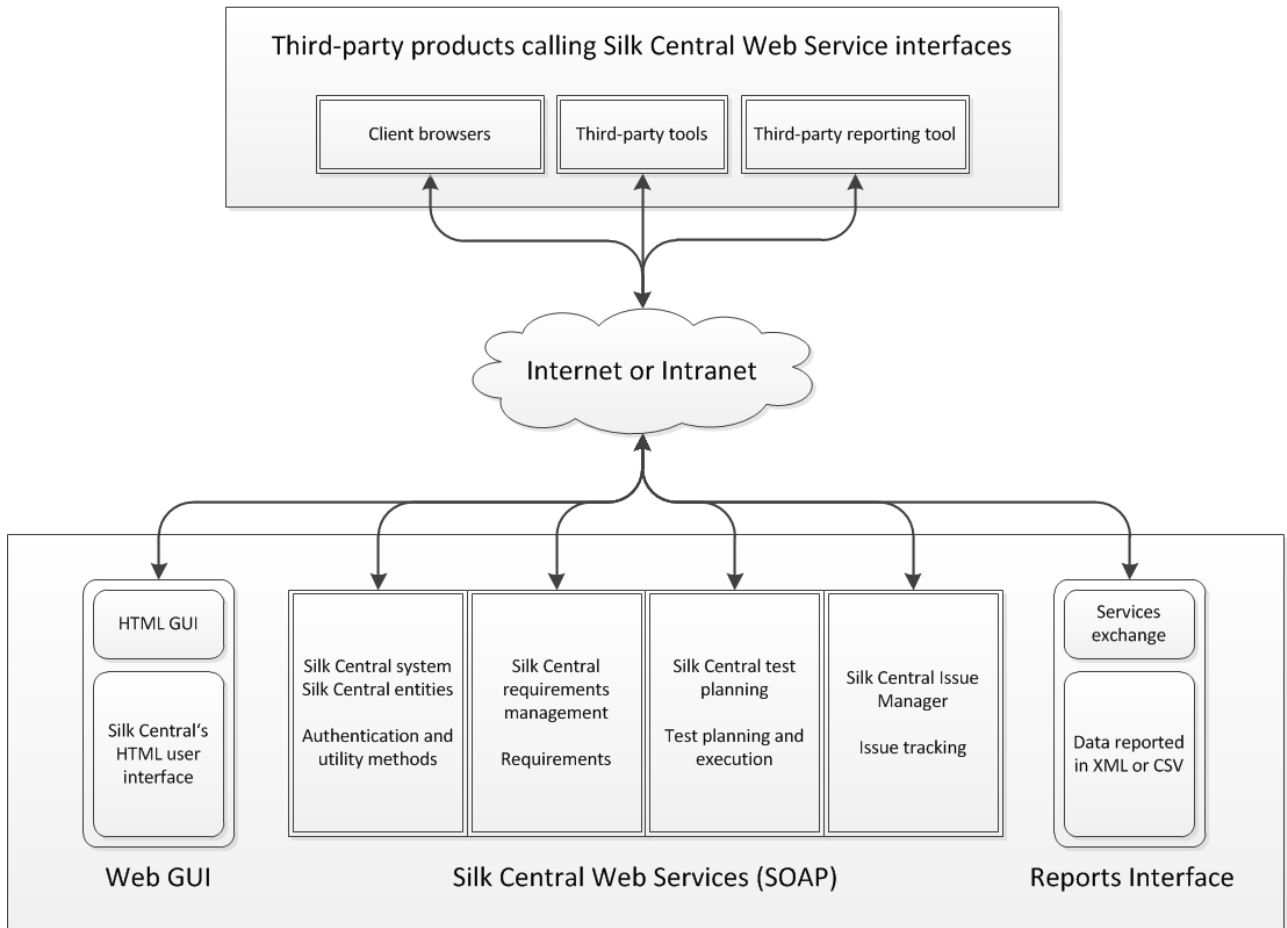 Third-party products calling Silk Central Web Service interfaces
Client browsers
Third-party tools
Third-party reporting tool
Internet or Intranet
HTML GUI
Silk Central‘s
HTML user
interface
Web GUI
Silk Central system
Silk Central entities
Authentication and
utility methods
Silk Central
requirements
management
Requirements
Silk Central test
planning
Test planning and
execution
Silk Central Issue
Manager
Issue tracking
Silk Central Web Services (SOAP)
Services
exchange
Data reported
in XML or CSV
Reports Interface